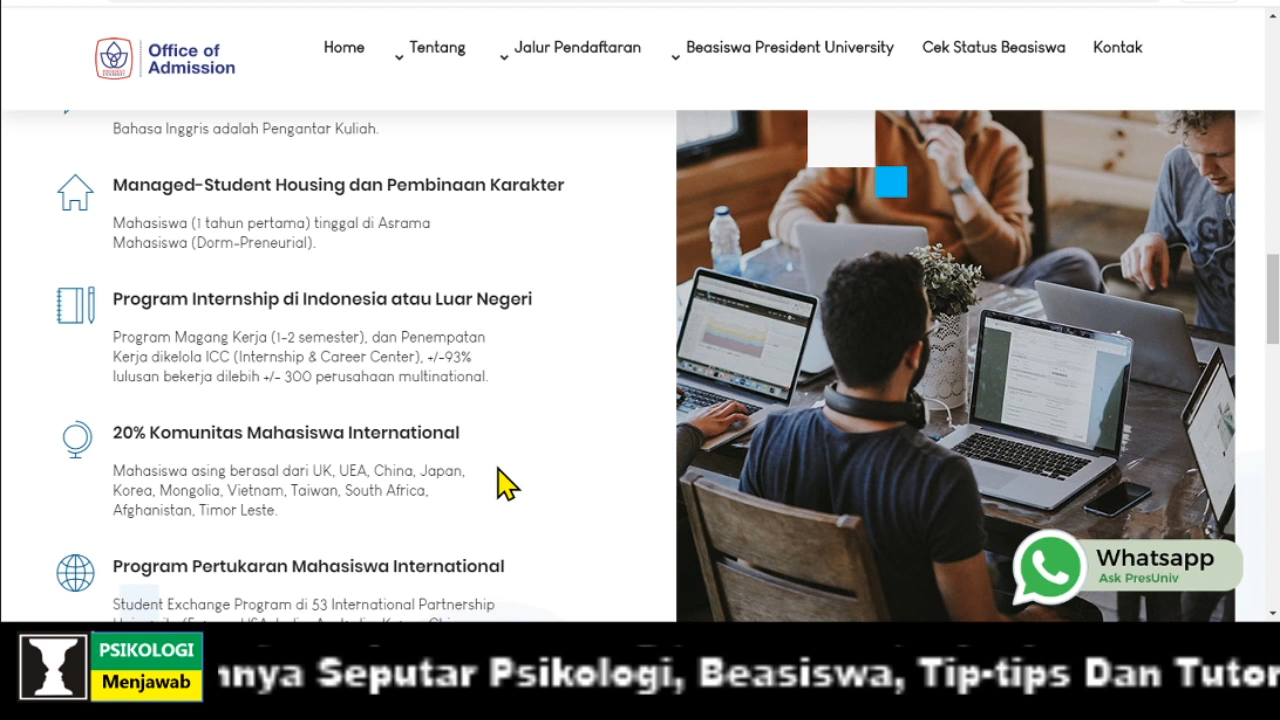 Office of
Admission
Home
Tentang
Jalur Pendaftaran
Beasiswa President University
Cek Status Beasiswa
Kontak
Bahasa Inggris adalah Pengantar Kuliah.
Managed-Student Housing dan Pembinaan Karakter
Mahasiswa (1 tahun pertama) tinggal di Asrama
Mahasiswa (Dorm-Preneurial).
Program Internship di Indonesia atau Luar Negeri
Program Magang Kerja (1-2 semester), dan Penempatan
Kerja dikelola ICC (Internship & Career Center), +/-93%
lulusan bekerja dilebih +/- 300 perusahaan multinational.
20% Komunitas Mahasiswa International
Mahasiswa asing berasal dari UK, UEA, China, Japan,
Korea, Mongolia, Vietnam, Taiwan, South Africa,
Afghanistan, Timor Leste.
Program Pertukaran Mahasiswa International
Student Exchange Program di 53 International Partnership
Whatsapp
Ask PresUniv
PSIKOLOGI
Menjawab
Seputar Psikologi, Beasiswa, Tip-tips Dan